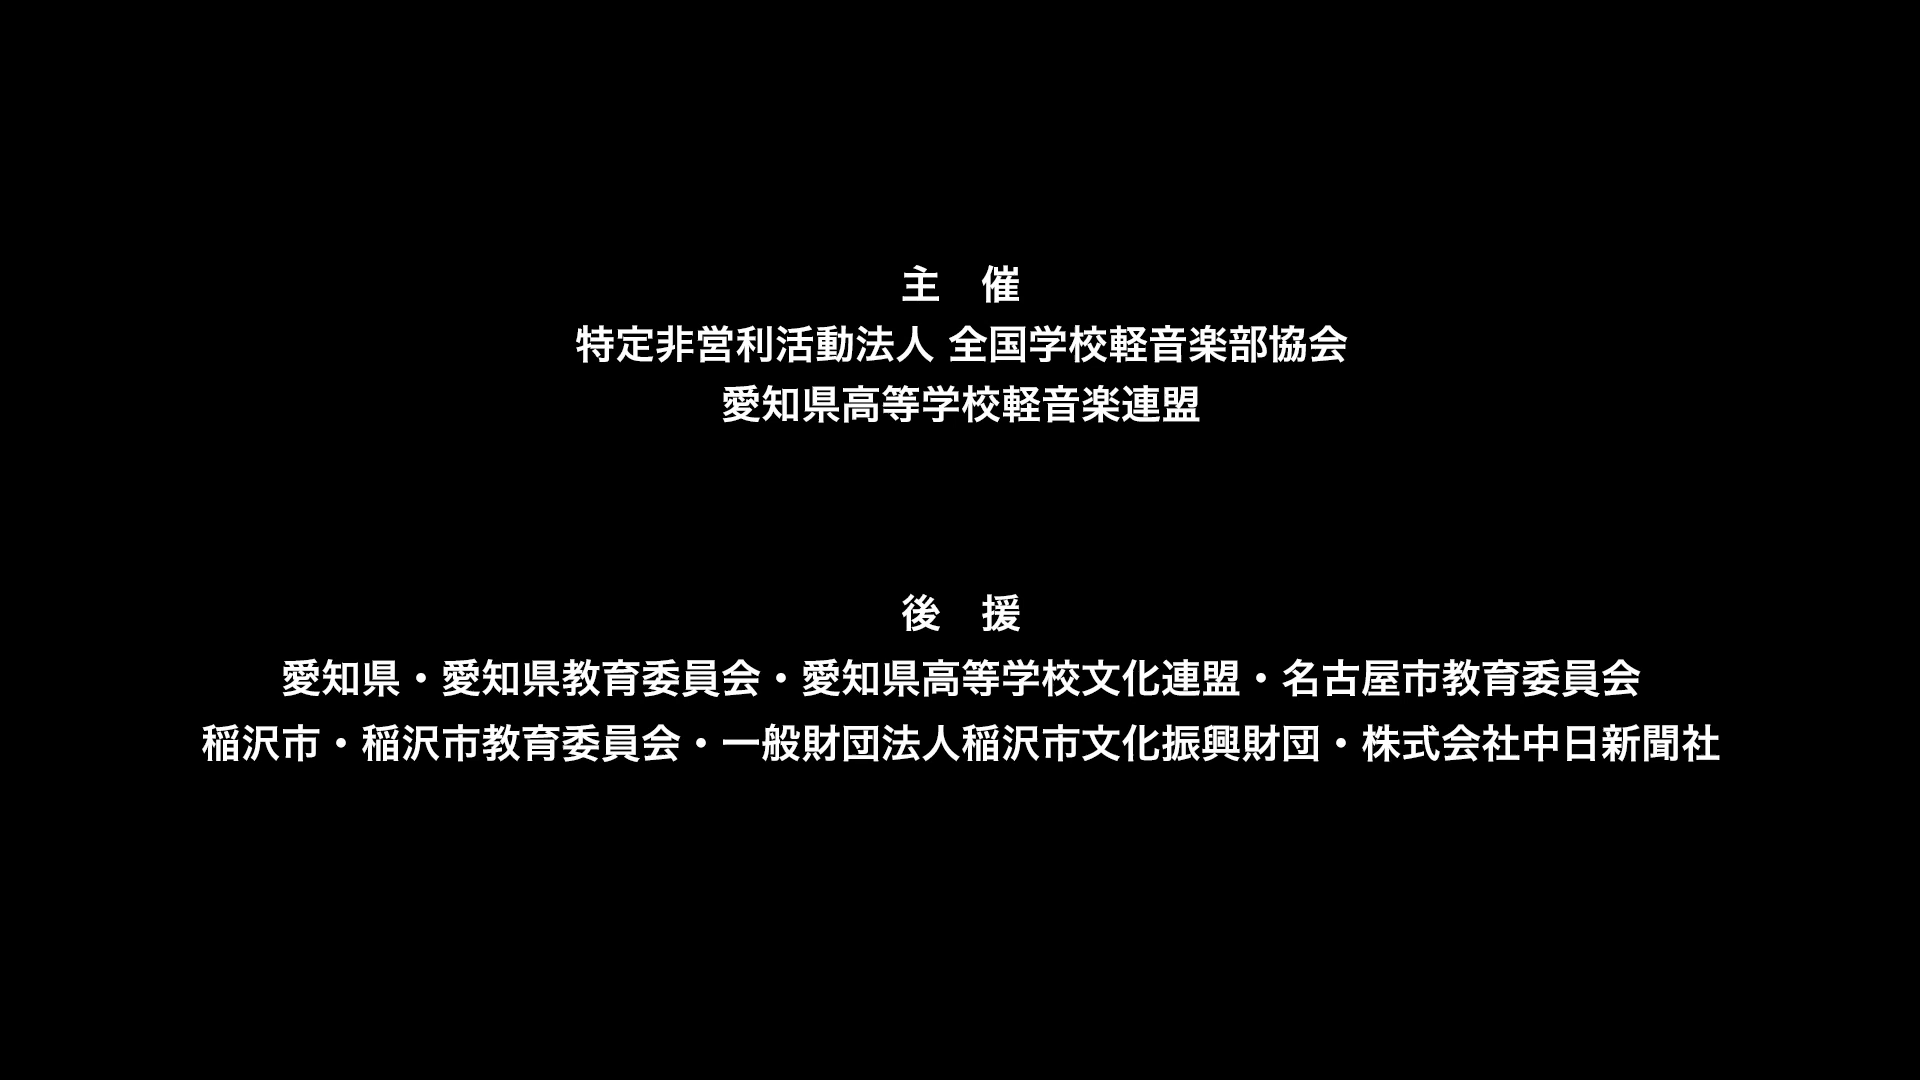 主　催
特定非営利活動法人 全国学校軽音楽部協会
愛知県高等学校軽音楽連盟
後　援
愛知県・愛知県教育委員会・愛知県高等学校文化連盟・名古屋市教育委員会
稲沢市・稲沢市教育委員会・一般財団法人稲沢市文化振興財団・株式会社中日新聞社